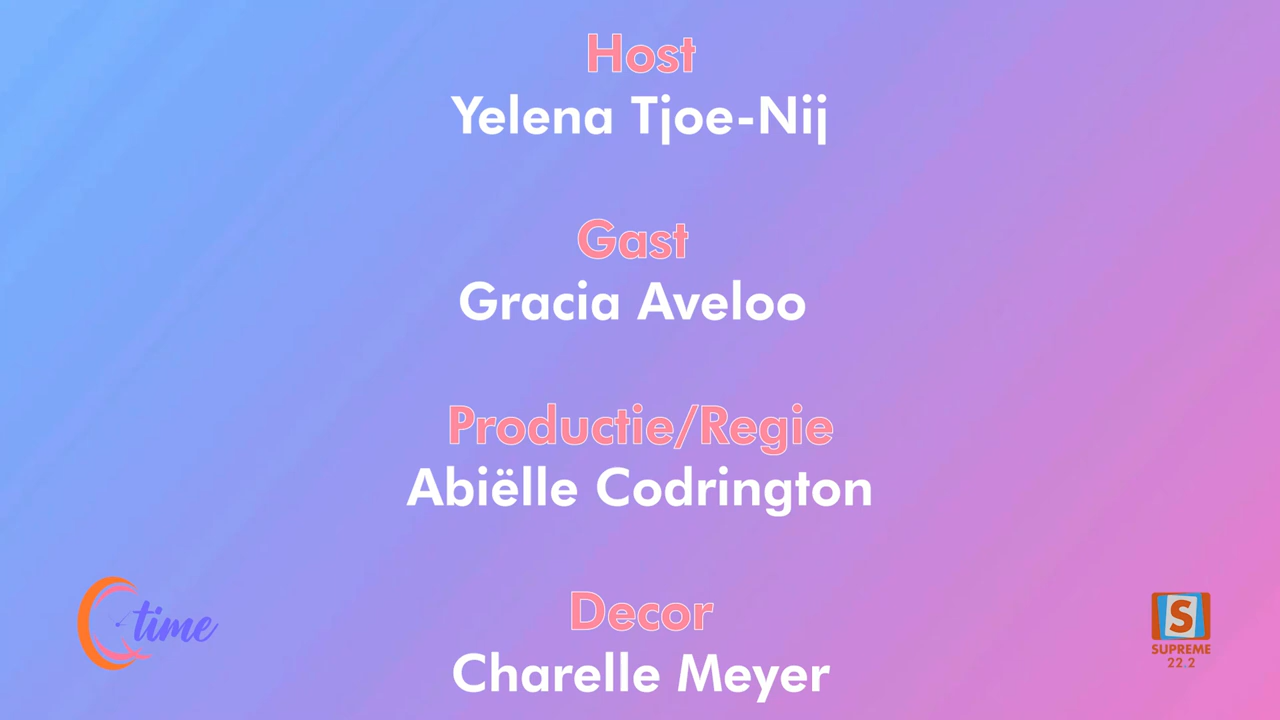 Host
Yelena Tjoe-Nij
Gast
Gracia Aveloo
Productie/Regie
Abiëlle Codrington
Decor
Charelle Meyer
C-time
S
SUPREME
22.2